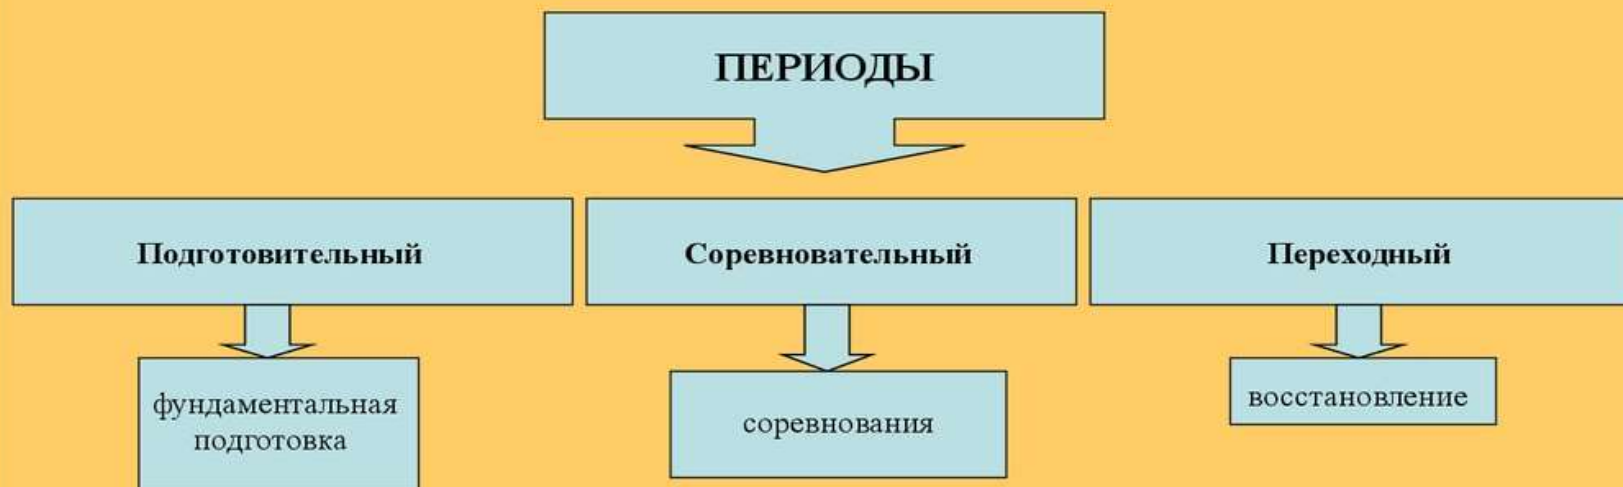 ПЕРИОДЫ
Подготовительный
Соревновательный
Переходный
фундаментальная
подготовка
соревнования
восстановление